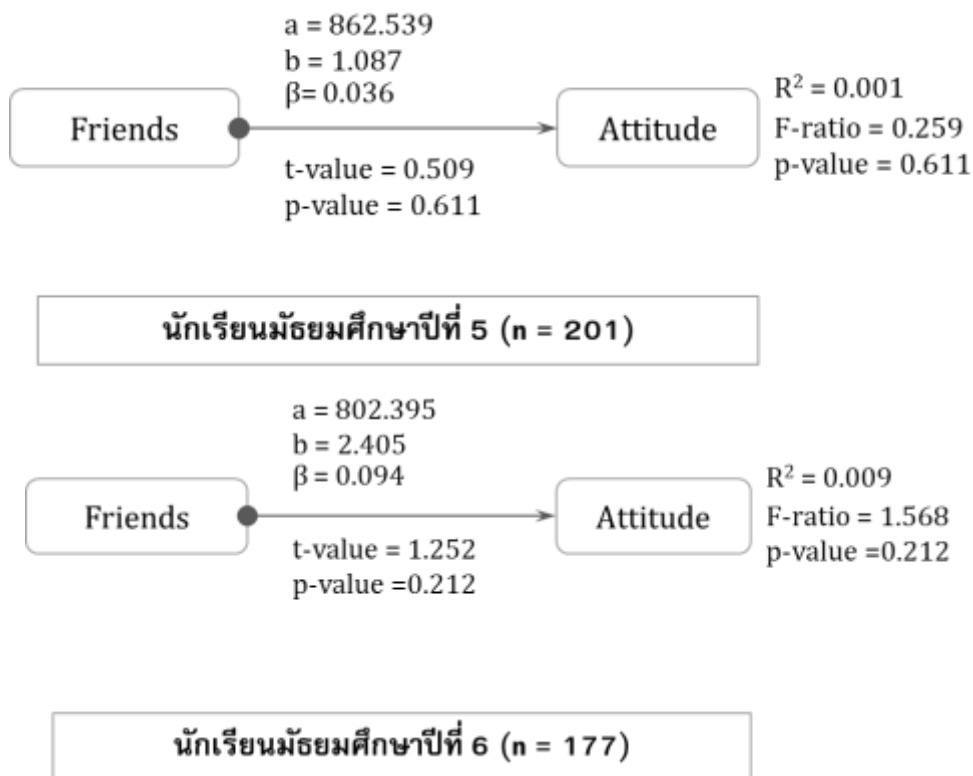 a = 862.539
b = 1.087
β= 0.036
Friends
Attitude
R² = 0.001
F-ratio = 0.259
p-value = 0.611
t-value = 0.509
p-value = 0.611
นักเรียนมัธยมศึกษาปีที่ 5 (n = 201)
a = 802.395
b = 2.405
β = 0.094
Friends
Attitude
R² = 0.009
F-ratio = 1.568
p-value =0.212
t-value = 1.252
p-value =0.212
นักเรียนมัธยมศึกษาปีที่ 6 (n = 177)